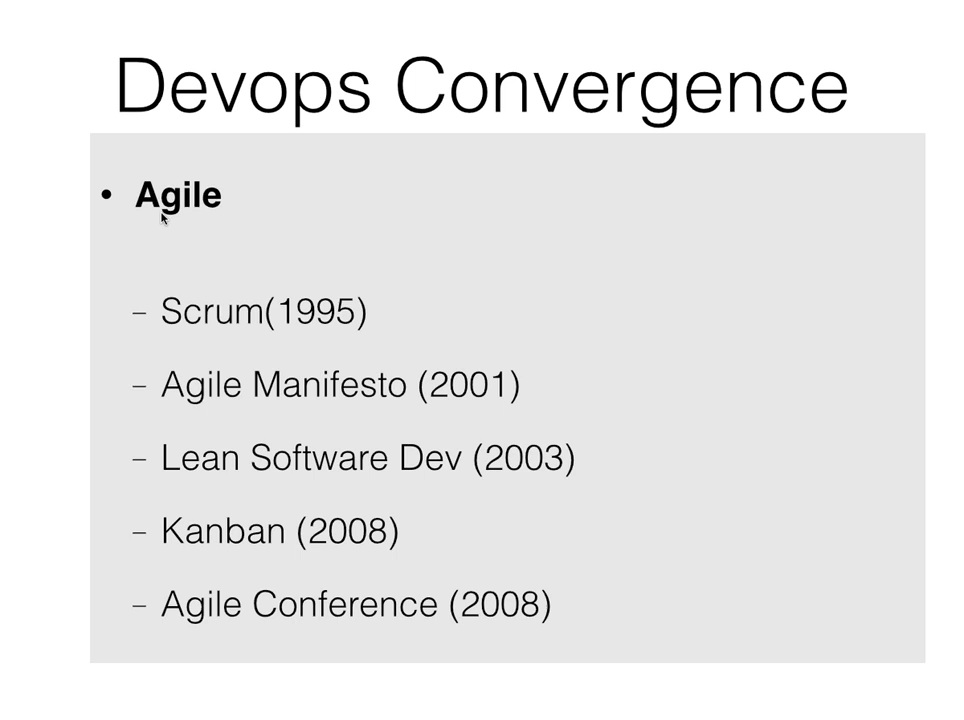 Devops Convergence
• Agile
– Scrum(1995)
– Agile Manifesto (2001)
– Lean Software Dev (2003)
– Kanban (2008)
– Agile Conference (2008)